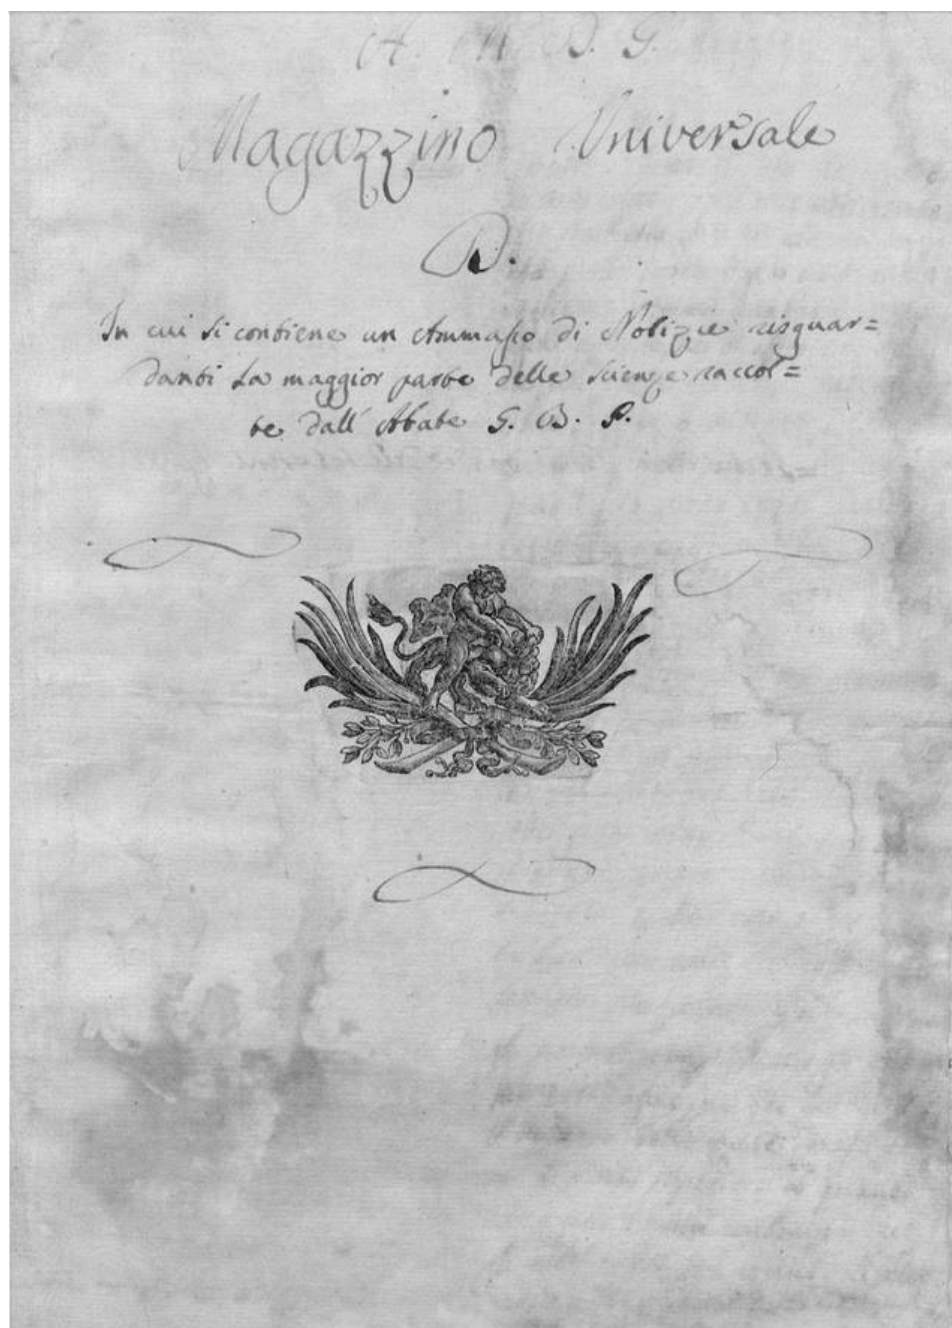 A. M. D. G.
Magazzino Universale
D.
In cui si contiene un Ammasso di Notizie risguar=
danti La maggior parte delle scienze raccol=
te dall' Abate G. B. P.